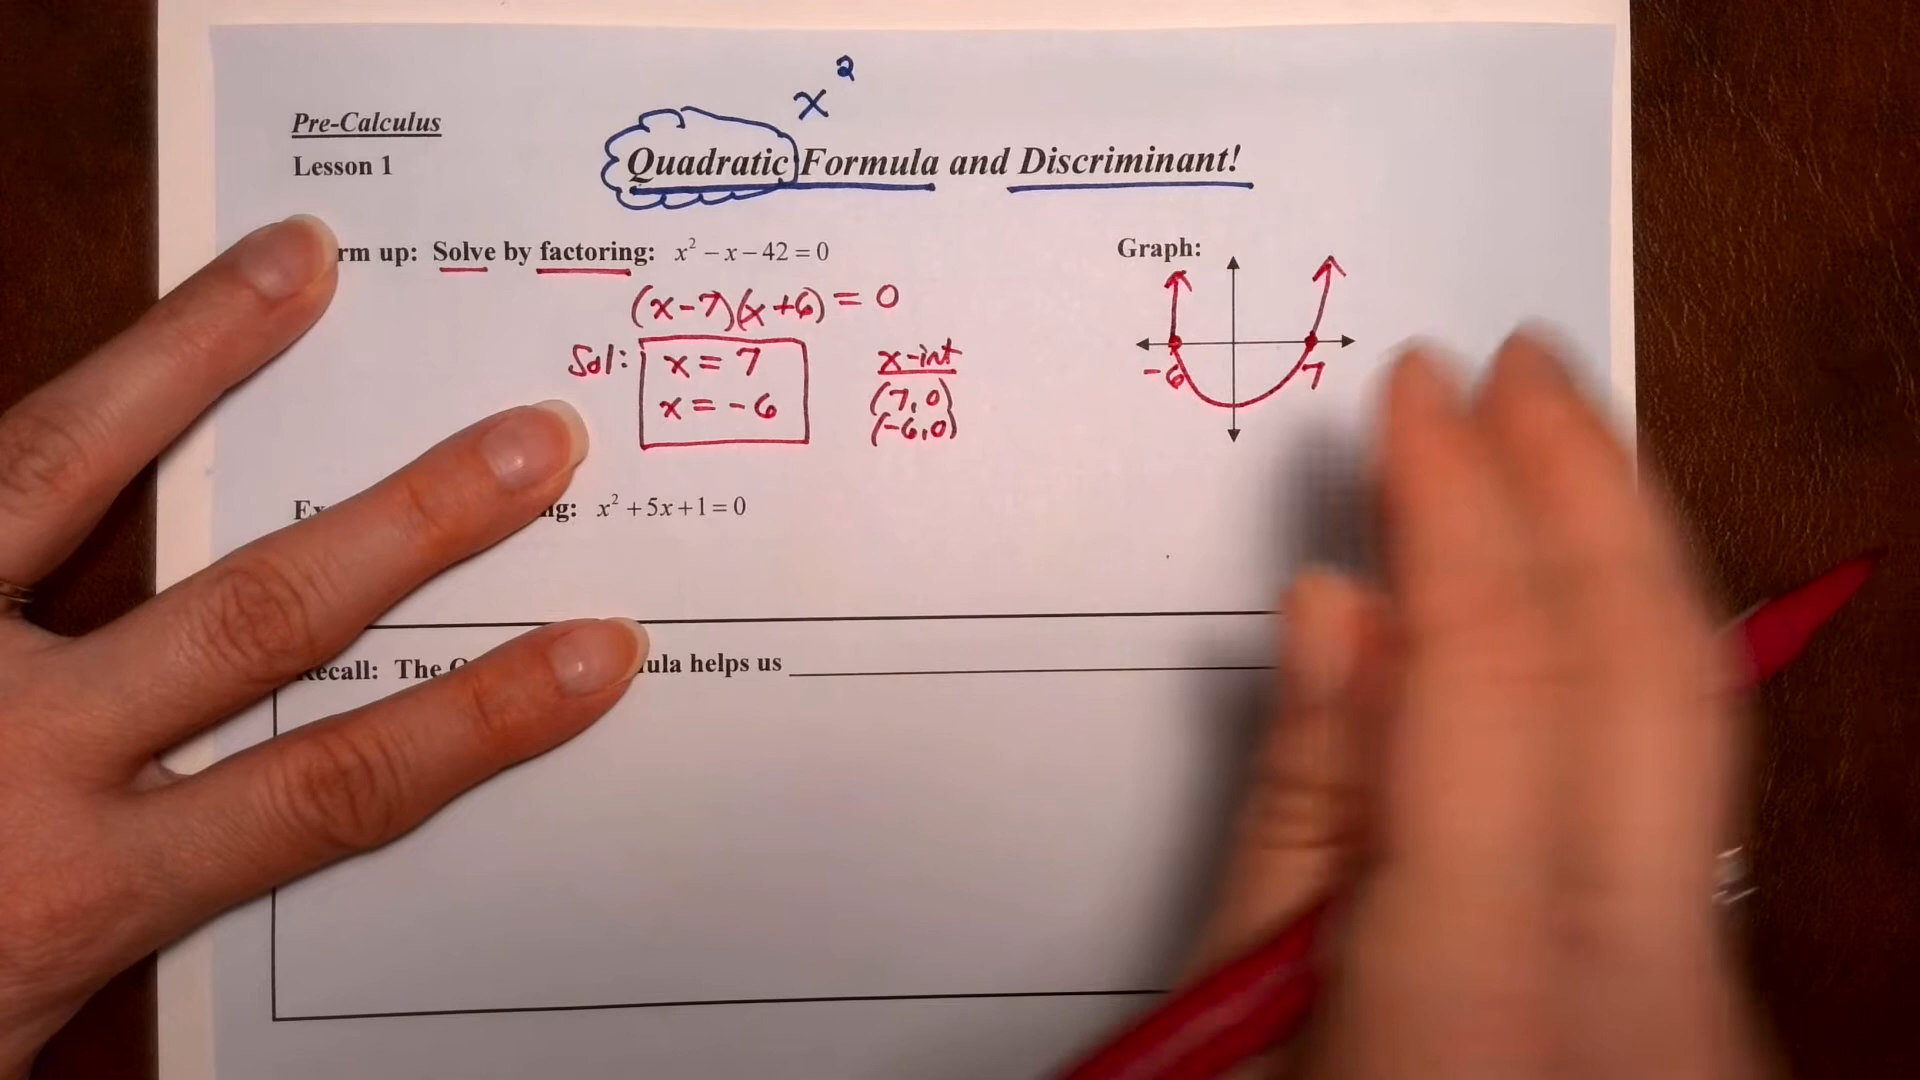 x²
Pre-Calculus
Lesson 1
Quadratic Formula and Discriminant!
rm up: Solve by factoring: x² – x – 42 = 0
Graph:
(x-7)(x+6) = 0
Sol: x = 7
x = -6
x-int
(7,0)
(-6,0)
-6
7
Ex
ng: x² + 5x + 1 = 0
Recall: The
ula helps us